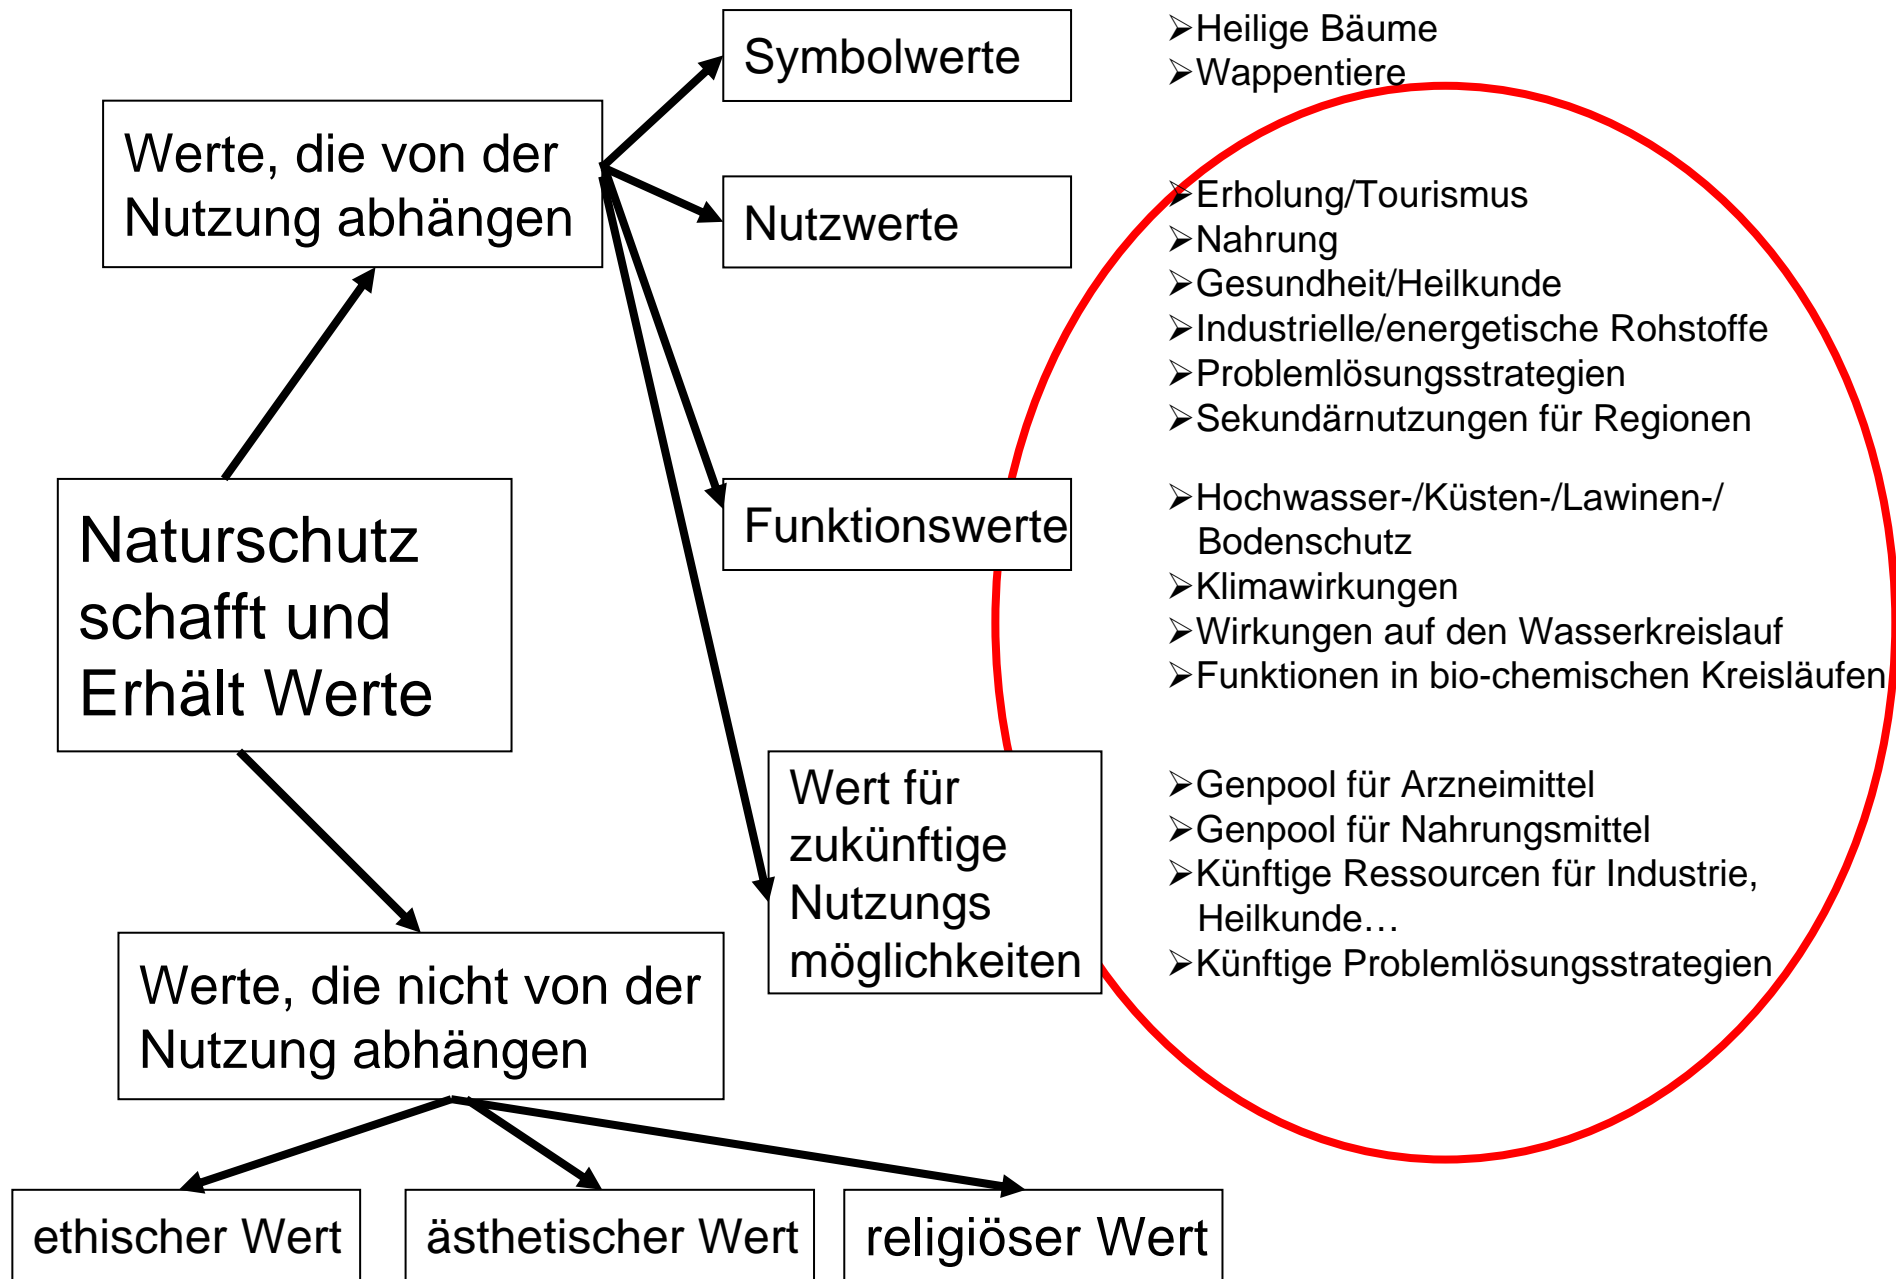 Symbolwerte
➢Heilige Bäume
➢Wappentiere
Werte, die von der
Nutzung abhängen
Nutzwerte
➢Erholung/Tourismus
➢Nahrung
➢Gesundheit/Heilkunde
➢Industrielle/energetische Rohstoffe
➢Problemlösungsstrategien
➢Sekundärnutzungen für Regionen
Naturschutz
schafft und
Erhält Werte
Funktionswerte
➢Hochwasser-/Küsten-/Lawinen-/
Bodenschutz
➢Klimawirkungen
➢Wirkungen auf den Wasserkreislauf
➢Funktionen in bio-chemischen Kreisläufen
Wert für
zukünftige
Nutzungs
möglichkeiten
➢Genpool für Arzneimittel
➢Genpool für Nahrungsmittel
➢Künftige Ressourcen für Industrie,
Heilkunde…
➢Künftige Problemlösungsstrategien
Werte, die nicht von der
Nutzung abhängen
ethischer Wert
ästhetischer Wert
religiöser Wert